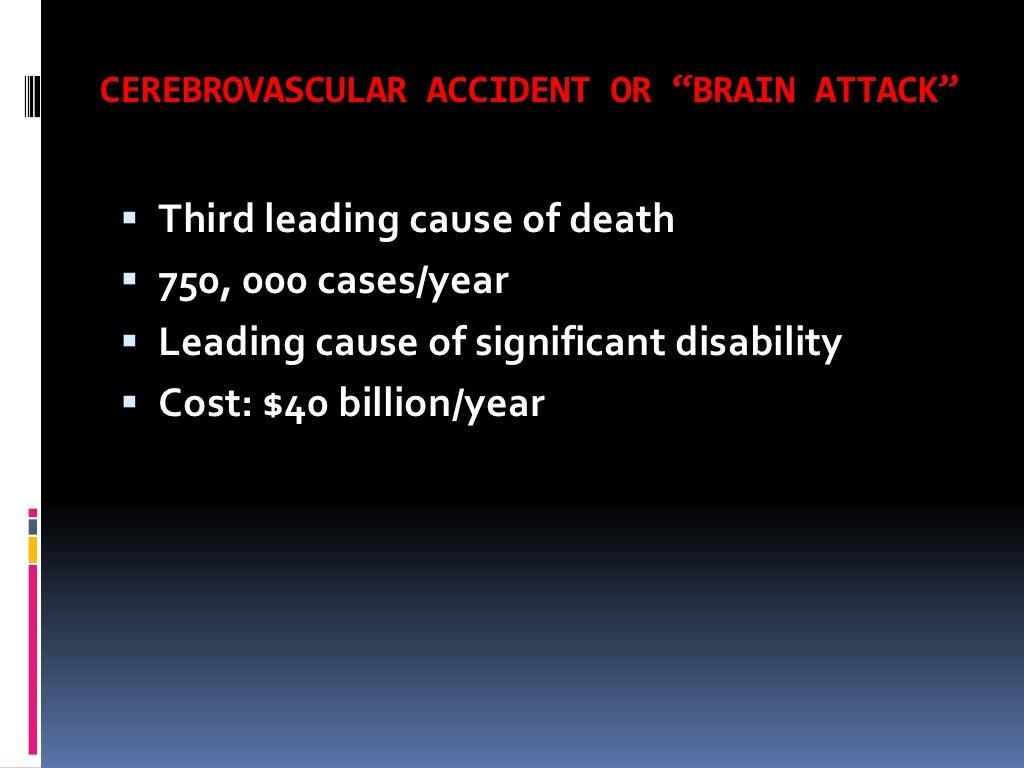 CEREBROVASCULAR ACCIDENT OR “BRAIN ATTACK”
▪ Third leading cause of death
▪ 750, 000 cases/year
▪ Leading cause of significant disability
▪ Cost: $40 billion/year